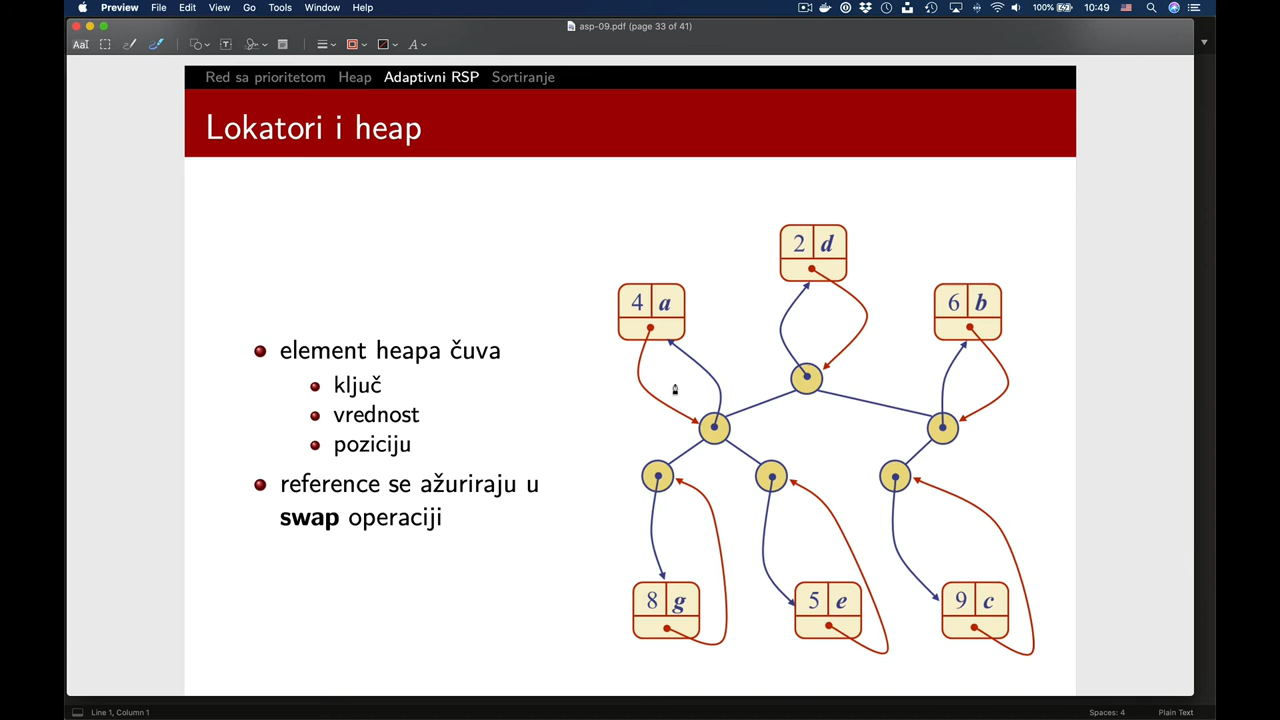 Preview File Edit View Go Tools Window Help 100% 10:49
asp-09.pdf (page 33 of 41)
Red sa prioritetom Heap Adaptivni RSP Sortiranje
Lokatori i heap
2 d
4 a
6 b
element heapa čuva
ključ
vrednost
poziciju
reference se ažuriraju u
swap operaciji
8 g
5 e
9 c
Line 1, Column 1 Spaces: 4 Plain Text